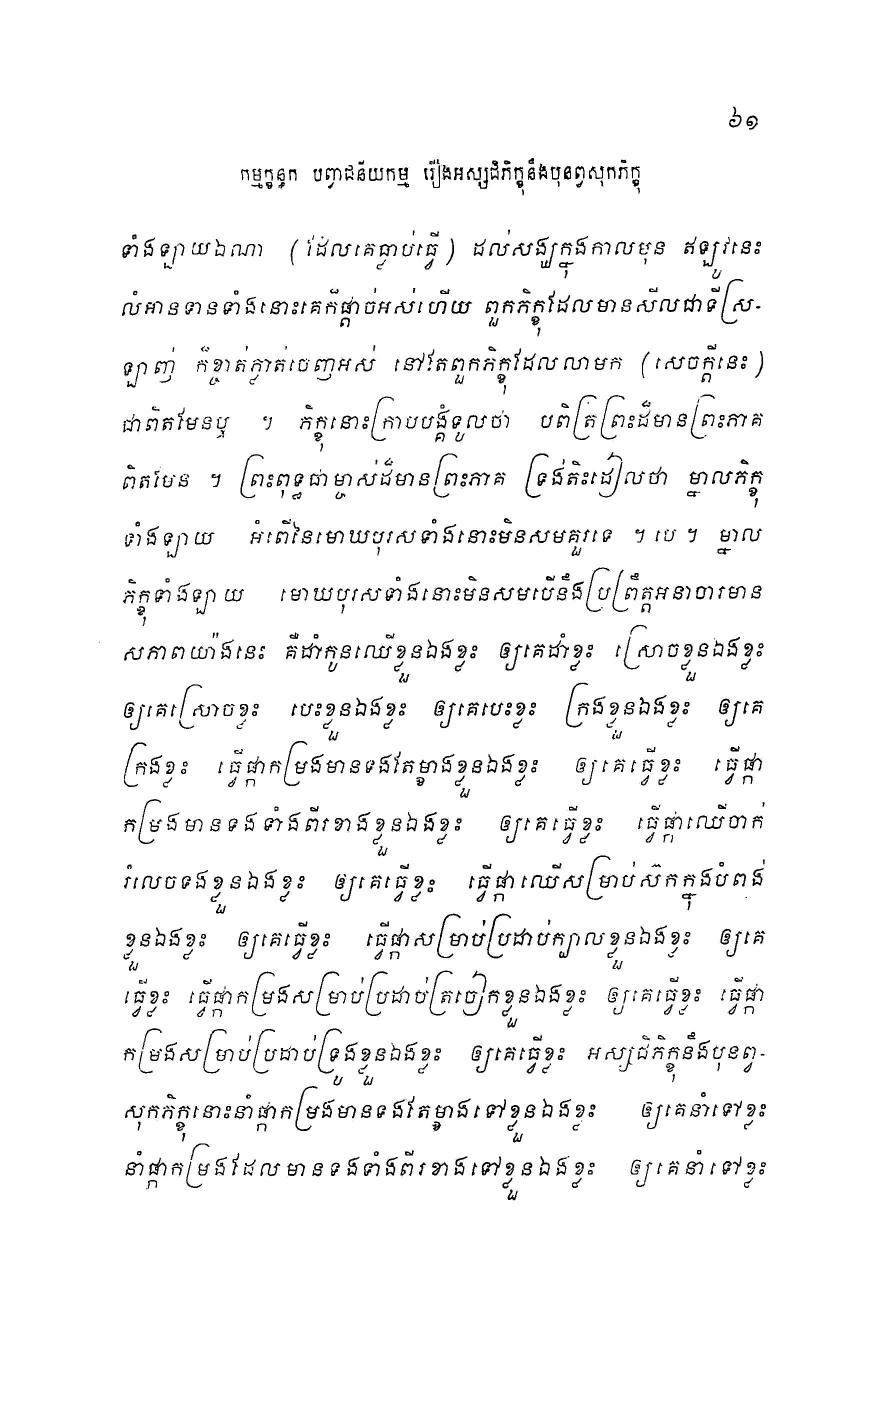 ៦១
កម្មក្ខន្ធក បព្វាជនីយកម្ម រឿងអស្សជិភិក្ខុនឹងបុនព្វសុកភិក្ខុ
ទាំងឡាយឯណា (ដែលគេធ្លាប់ធ្វើ) ដល់សង្ឃក្នុងកាលមុន ឥឡូវនេះ
លំអានទានទាំងនោះគេក៏ផ្តាច់អស់ហើយ ពួកភិក្ខុដែលមានសីលជាទីស្រ-
ឡាញ់ ក៏ខ្ចាត់ខ្ចាត់ចេញអស់ នៅតែពួកភិក្ខុដែលលាមក (សេចក្តីនេះ)
ជាពិតមែនឬ ។ ភិក្ខុនោះក្រាបបង្គំទូលថា បពិត្រព្រះដ៏មានព្រះភាគ
ពិតមែន ។ ព្រះពុទ្ធជាម្ចាស់ដ៏មានព្រះភាគ ទ្រង់តិះដៀលថា ម្នាលភិក្ខុ
ទាំងឡាយ អំពើនៃមោឃបុរសទាំងនោះមិនសមគួរទេ ។ បេ ។ ម្នាល
ភិក្ខុទាំងឡាយ មោឃបុរសទាំងនោះមិនសមបើនឹងប្រព្រឹត្តអនាចារមាន
សភាពយ៉ាងនេះ គឺដាំកូនឈើខ្លួនឯងខ្លះ ឲ្យគេដាំខ្លះ ស្រោចខ្លួនឯងខ្លះ
ឲ្យគេស្រោចខ្លះ បេះខ្លួនឯងខ្លះ ឲ្យគេបេះខ្លះ ក្រងខ្លួនឯងខ្លះ ឲ្យគេ
ក្រងខ្លះ ធ្វើផ្កាកម្រងមានទងតែម្ខាងខ្លួនឯងខ្លះ ឲ្យគេធ្វើខ្លះ ធ្វើផ្កា
កម្រងមានទងទាំងពីរខាងខ្លួនឯងខ្លះ ឲ្យគេធ្វើខ្លះ ធ្វើផ្កាឈើចាក់
រំលេចទងខ្លួនឯងខ្លះ ឲ្យគេធ្វើខ្លះ ធ្វើផ្កាឈើសម្រាប់ស៊កក្នុងបំពង់
ខ្លួនឯងខ្លះ ឲ្យគេធ្វើខ្លះ ធ្វើផ្កាសម្រាប់ប្រដាប់ក្បាលខ្លួនឯងខ្លះ ឲ្យគេ
ធ្វើខ្លះ ធ្វើផ្កាកម្រងសម្រាប់ប្រដាប់ត្រចៀកខ្លួនឯងខ្លះ ឲ្យគេធ្វើខ្លះ ធ្វើផ្កា
កម្រងសម្រាប់ប្រដាប់ទ្រូងខ្លួនឯងខ្លះ ឲ្យគេធ្វើខ្លះ អស្សជិភិក្ខុនឹងបុនព្វ-
សុកភិក្ខុនោះនាំផ្កាកម្រងមានទងតែម្ខាងទៅខ្លួនឯងខ្លះ ឲ្យគេនាំទៅខ្លះ
នាំផ្កាកម្រងដែលមានទងទាំងពីរខាងទៅខ្លួនឯងខ្លះ ឲ្យគេនាំទៅខ្លះ